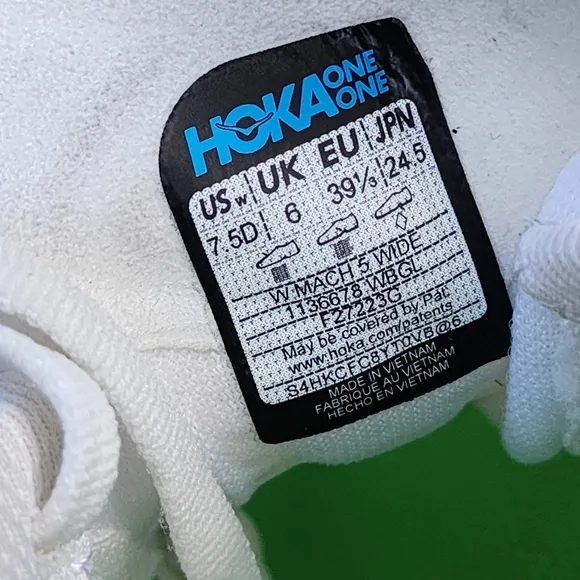 HOKA ONE ONE
USw | UK | EU | JPN
7.5D | 6 | 39⅓ | 24.5
W MACH 5 WIDE
1136678 WBGL
F27223G
May be covered by Pat.
www.hoka.com/patents
S4HKCFC8YT0VB@6
MADE IN VIETNAM
FABRIQUE AU VIETNAM
HECHO EN VIETNAM